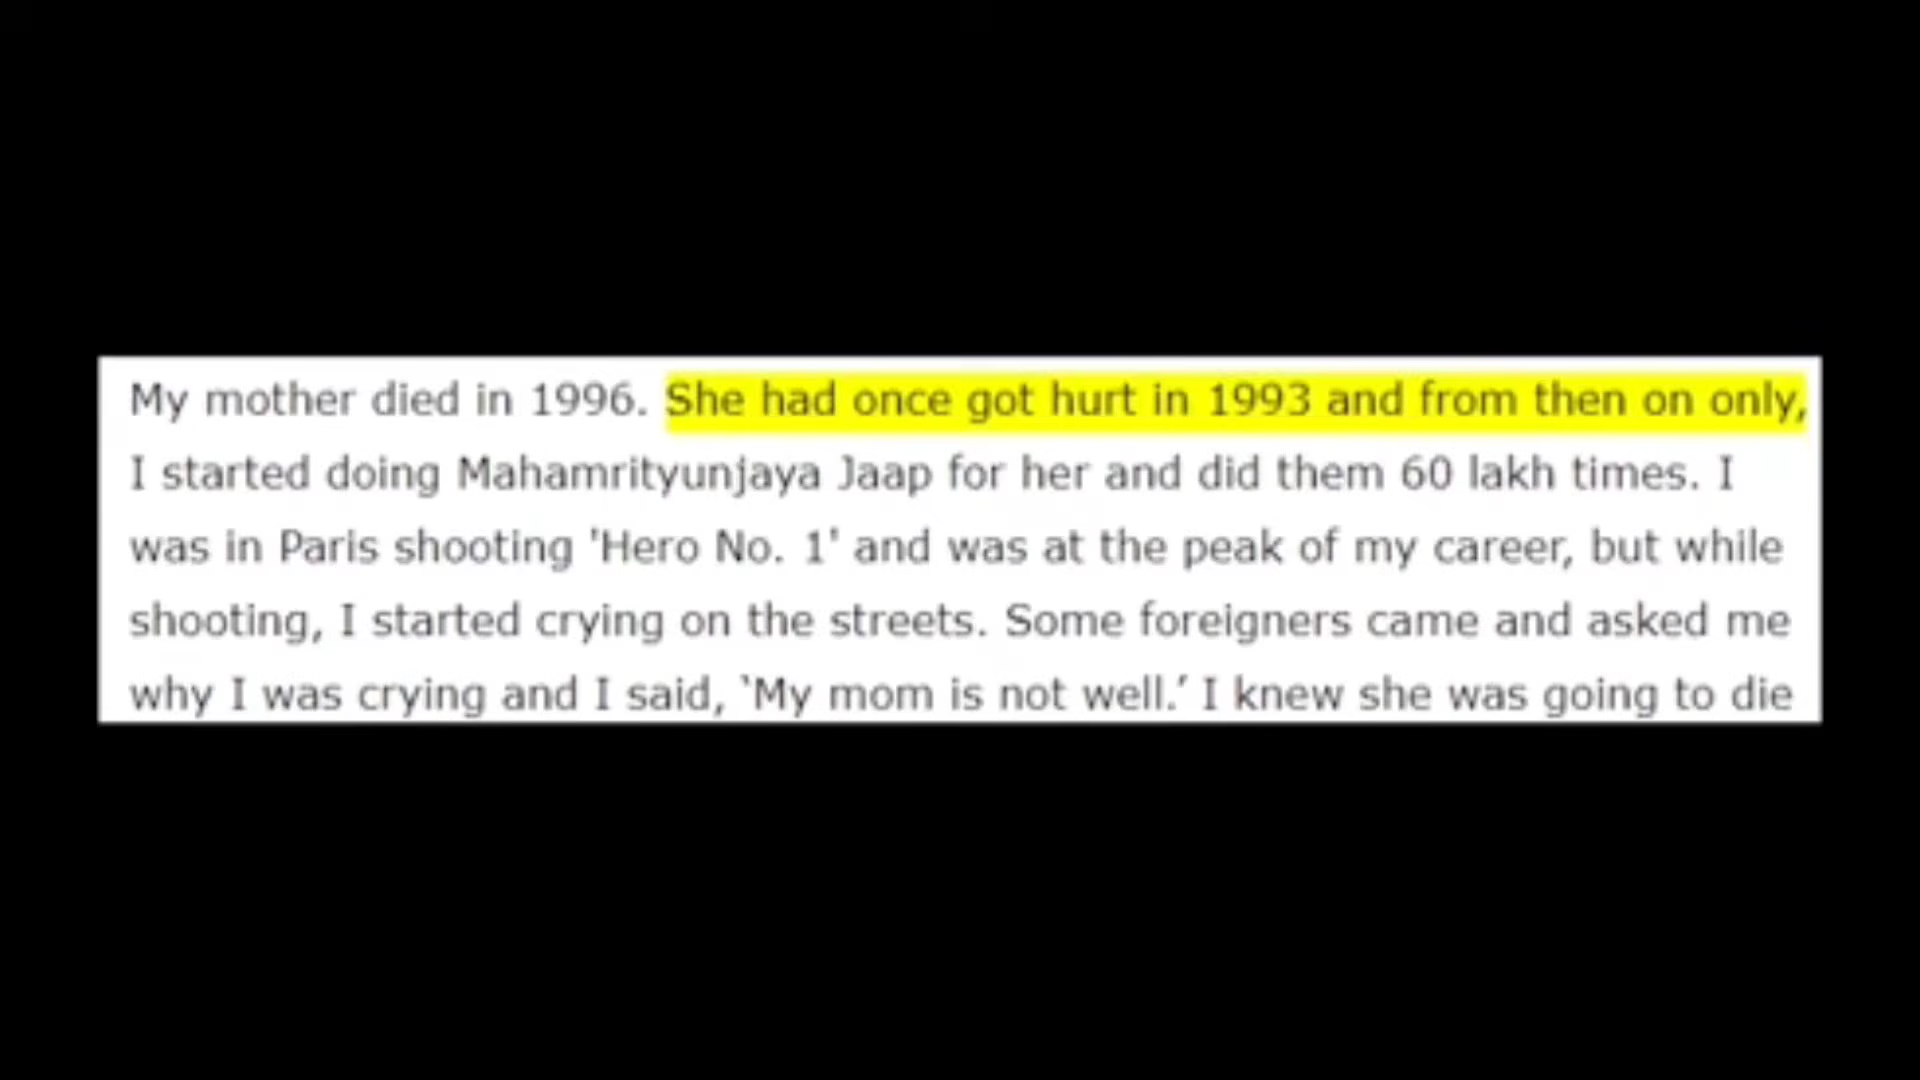 My mother died in 1996. She had once got hurt in 1993 and from then on only,
I started doing Mahamrityunjaya Jaap for her and did them 60 lakh times. I
was in Paris shooting 'Hero No. 1' and was at the peak of my career, but while
shooting, I started crying on the streets. Some foreigners came and asked me
why I was crying and I said, ‵My mom is not well.′ I knew she was going to die